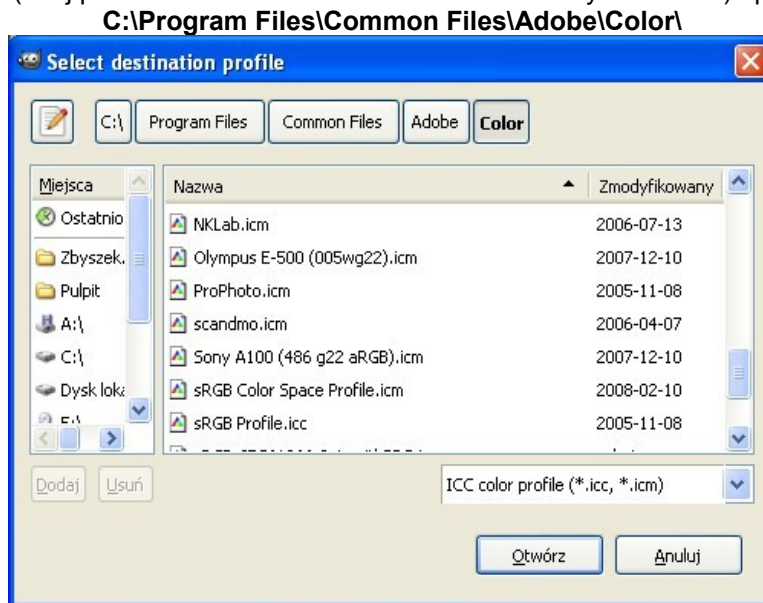 C:\Program Files\Common Files\Adobe\Color\
Select destination profile
C:\ Program Files Common Files Adobe Color
Miejsca
Ostatnio
Zbyszek.
Pulpit
A:\
C:\
Dysk loka
Nazwa Zmodyfikowany
NKLab.icm 2006-07-13
Olympus E-500 (005wg22).icm 2007-12-10
ProPhoto.icm 2005-11-08
scandmo.icm 2006-04-07
Sony A100 (486 g22 aRGB).icm 2007-12-10
sRGB Color Space Profile.icm 2008-02-10
sRGB Profile.icc 2005-11-08
Dodaj Usuń ICC color profile (*.icc, *.icm)
Otwórz Anuluj